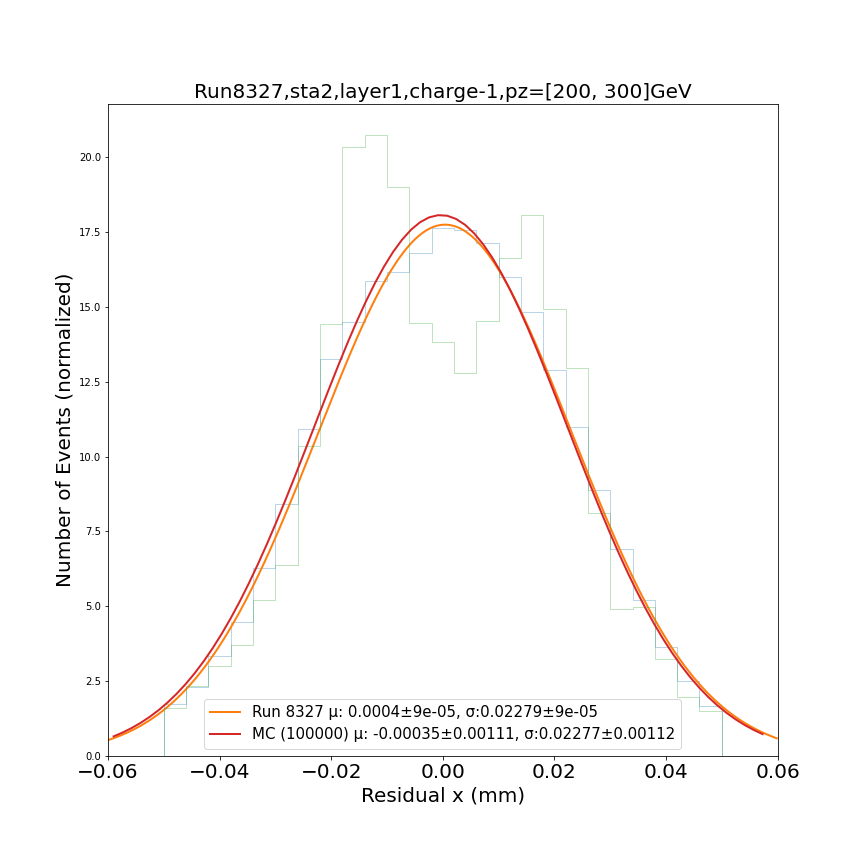 Run8327,sta2,layer1,charge-1,pz=[200, 300]GeV
Number of Events (normalized)
20.0
17.5
15.0
12.5
10.0
7.5
5.0
2.5
0.0
Run 8327 μ: 0.0004±9e-05, σ:0.02279±9e-05
MC (100000) μ: -0.00035±0.00111, σ:0.02277±0.00112
−0.06 −0.04 −0.02 0.00 0.02 0.04 0.06
Residual x (mm)